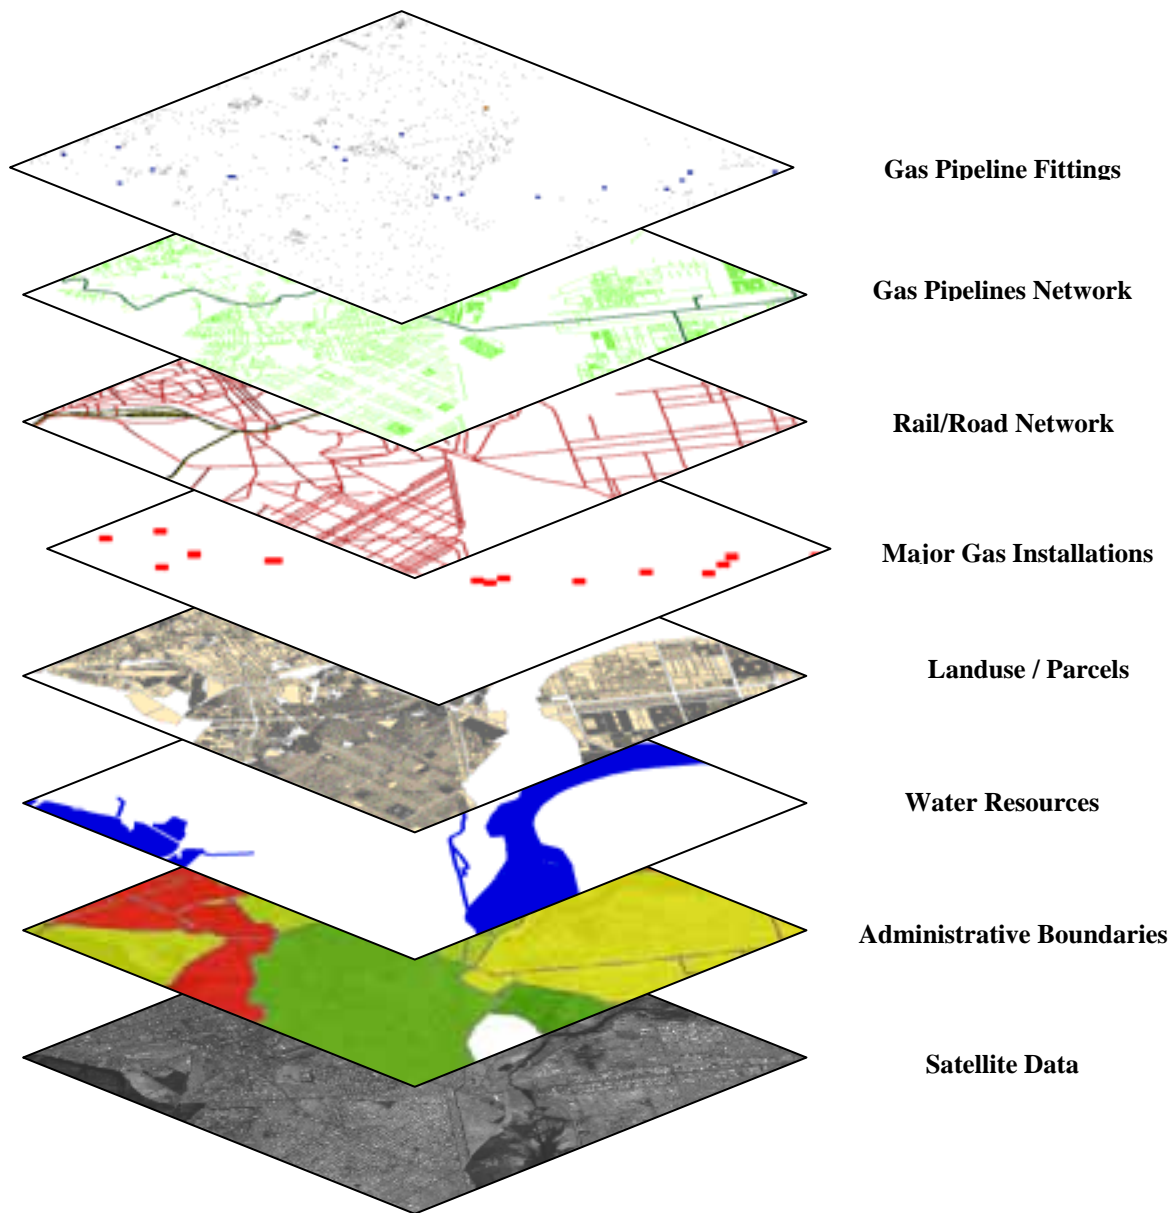 Gas Pipeline Fittings
Gas Pipelines Network
Rail/Road Network
Major Gas Installations
Landuse / Parcels
Water Resources
Administrative Boundaries
Satellite Data